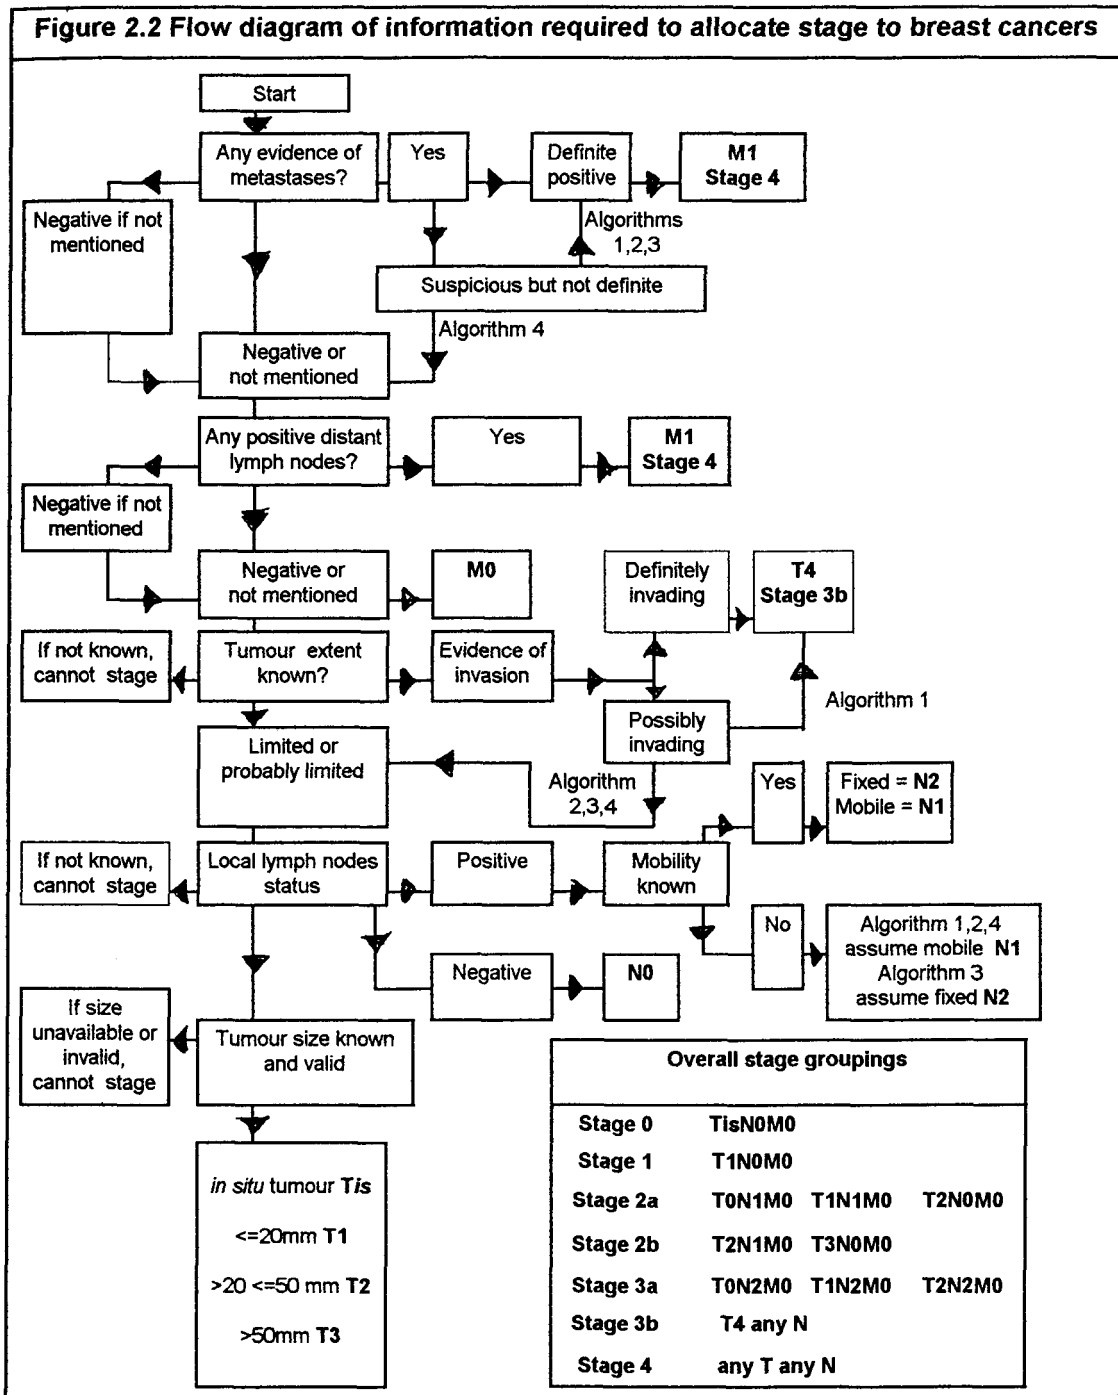 Figure 2.2 Flow diagram of information required to allocate stage to breast cancers
Start
Any evidence of
metastases?
Yes
Definite
positive
M1
Stage 4
Negative if not
mentioned
Algorithms
1,2,3
Suspicious but not definite
Algorithm 4
Negative or
not mentioned
Any positive distant
lymph nodes?
Yes
M1
Stage 4
Negative if not
mentioned
Negative or
not mentioned
M0
Definitely
invading
T4
Stage 3b
If not known,
cannot stage
Tumour extent
known?
Evidence of
invasion
Possibly
invading
Algorithm 1
Limited or
probably limited
Algorithm
2,3,4
Yes
Fixed = N2
Mobile = N1
If not known,
cannot stage
Local lymph nodes
status
Positive
Mobility
known
No
Algorithm 1,2,4
assume mobile N1
Algorithm 3
assume fixed N2
Negative
N0
If size
unavailable or
invalid,
cannot stage
Tumour size known
and valid
in situ tumour Tis
<=20mm T1
>20 <=50 mm T2
>50mm T3
Overall stage groupings
Stage 0 TisN0M0
Stage 1 T1N0M0
Stage 2a T0N1M0 T1N1M0 T2N0M0
Stage 2b T2N1M0 T3N0M0
Stage 3a T0N2M0 T1N2M0 T2N2M0
Stage 3b T4 any N
Stage 4 any T any N